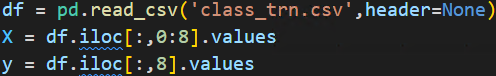 df = pd.read_csv('class_trn.csv',header=None)
X = df.iloc[:,0:8].values
y = df.iloc[:,8].values